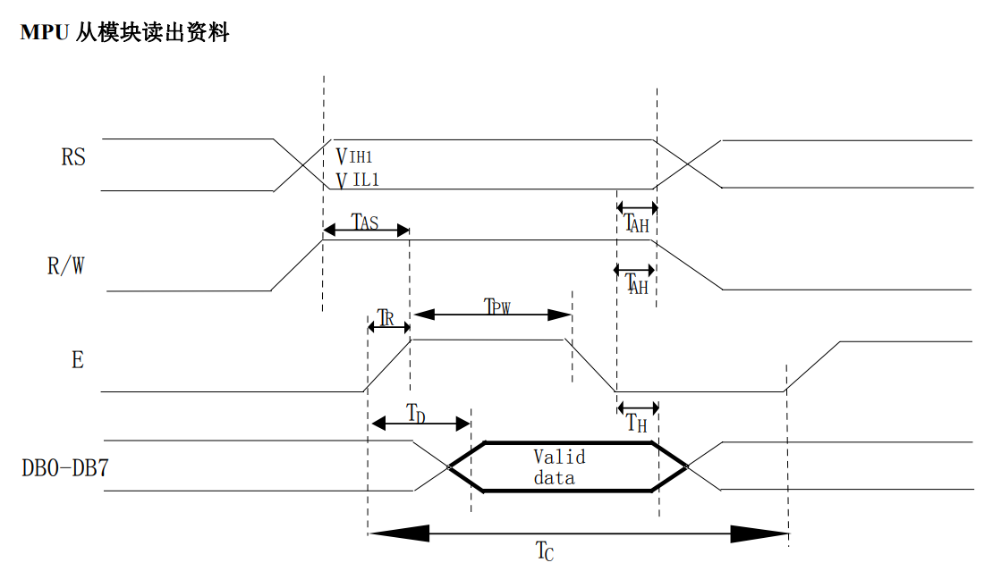 MPU 从模块读出资料
RS
VIH1
VIL1
TAS
TAH
R/W
TAH
TR
TPW
E
TD
TH
DB0-DB7
Valid
data
TC